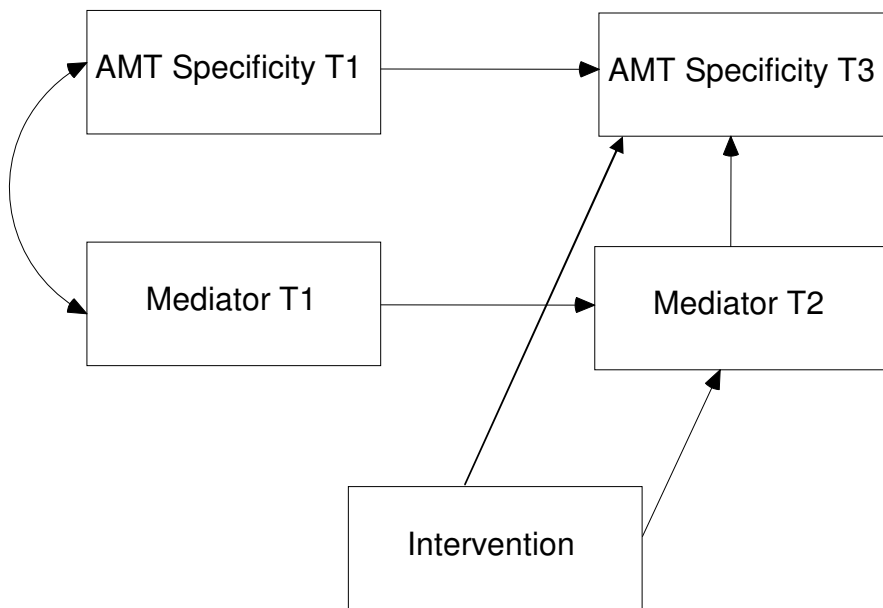 AMT Specificity T1
AMT Specificity T3
Mediator T1
Mediator T2
Intervention